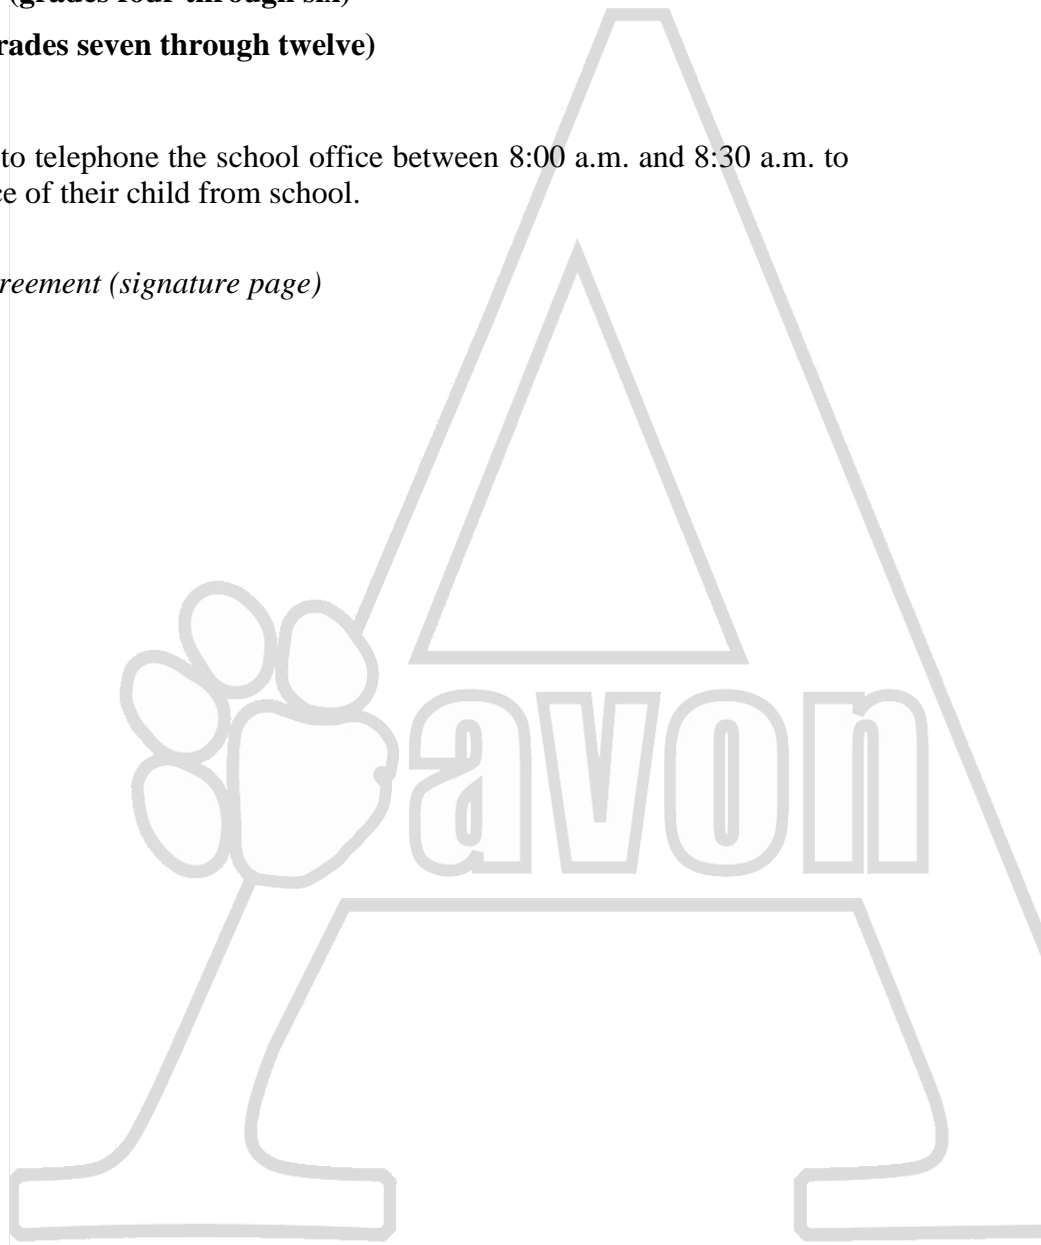 (grades four through six)
rades seven through twelve)
to telephone the school office between 8:00 a.m. and 8:30 a.m. to
ce of their child from school.
reement (signature page)
A
avon